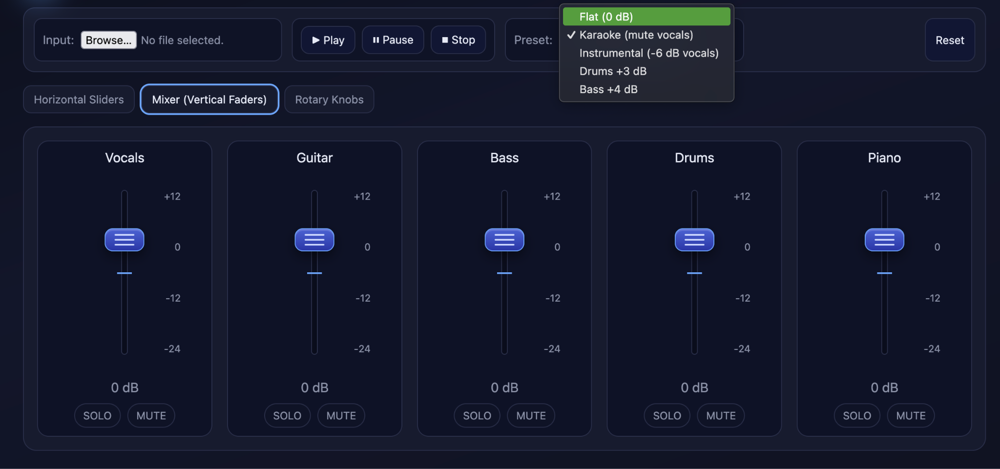 Input: Browse... No file selected.
Play
Pause
Stop
Preset:
Flat (0 dB)
✓ Karaoke (mute vocals)
Instrumental (-6 dB vocals)
Drums +3 dB
Bass +4 dB
Reset
Horizontal Sliders
Mixer (Vertical Faders)
Rotary Knobs
Vocals
+12
0
-12
-24
0 dB
SOLO MUTE
Guitar
+12
0
-12
-24
0 dB
SOLO MUTE
Bass
+12
0
-12
-24
0 dB
SOLO MUTE
Drums
+12
0
-12
-24
0 dB
SOLO MUTE
Piano
+12
0
-12
-24
0 dB
SOLO MUTE